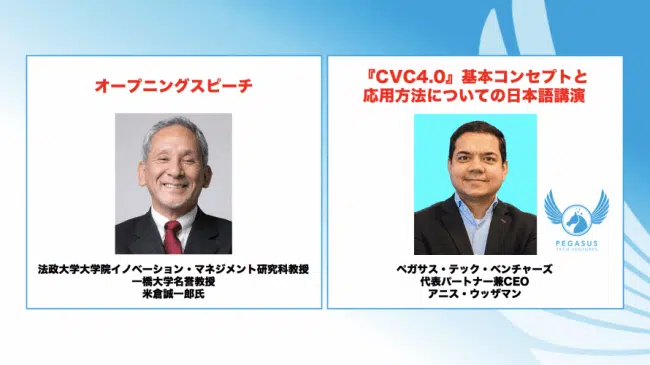 オープニングスピーチ
法政大学大学院イノベーション・マネジメント研究科教授
一橋大学名誉教授
米倉誠一郎氏
『CVC4.0』基本コンセプトと
応用方法についての日本語講演
PEGASUS
TECH VENTURES
ペガサス・テック・ベンチャーズ
代表パートナー兼CEO
アニス・ウッザマン